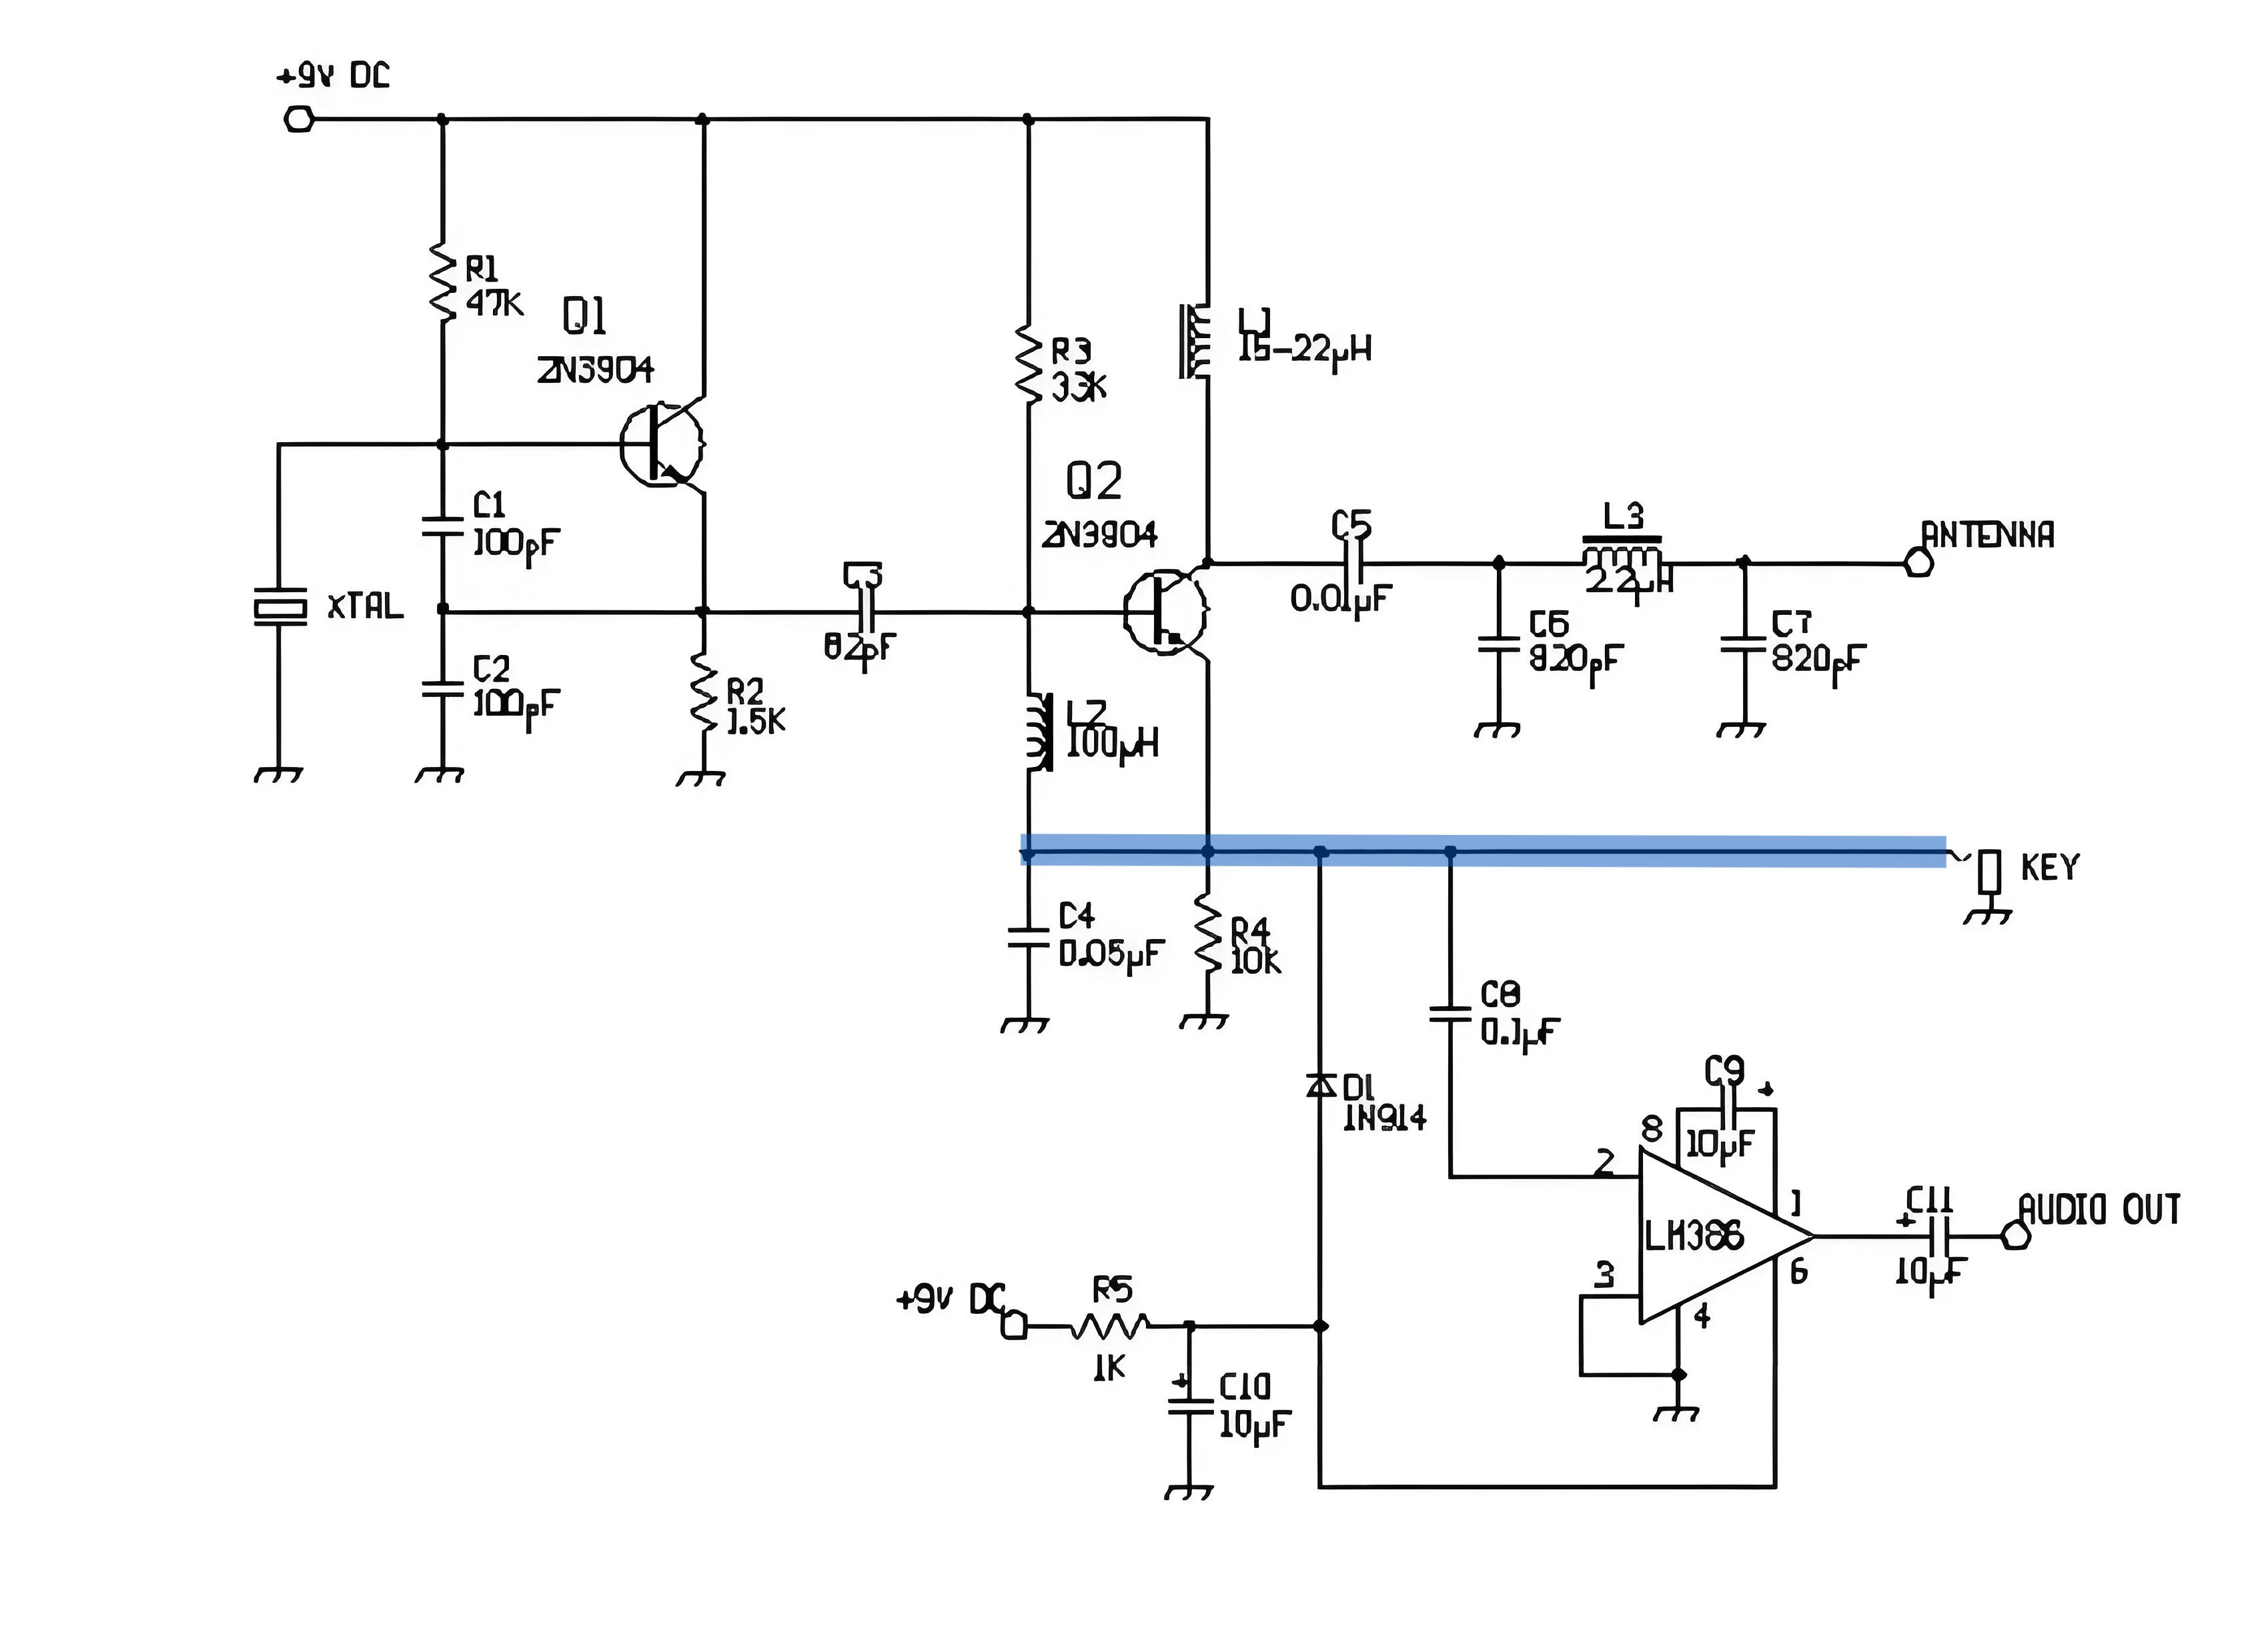 +9V DC
R1
47K
Q1
2N3904
L1
15-22µH
R3
33K
Q2
2N3904
C1
100pF
C5
0.01µF
L3
22µH
ANTENNA
XTAL
C3
82pF
C6
820pF
C7
820pF
C2
100pF
R2
1.5K
L2
100µH
KEY
C4
0.05µF
R4
10K
C8
0.1µF
D1
1N914
C9
+
10µF
8
2
1
LM386
C11
+
10µF
AUDIO OUT
3
6
4
+9V DC
R5
1K
+
C10
10µF